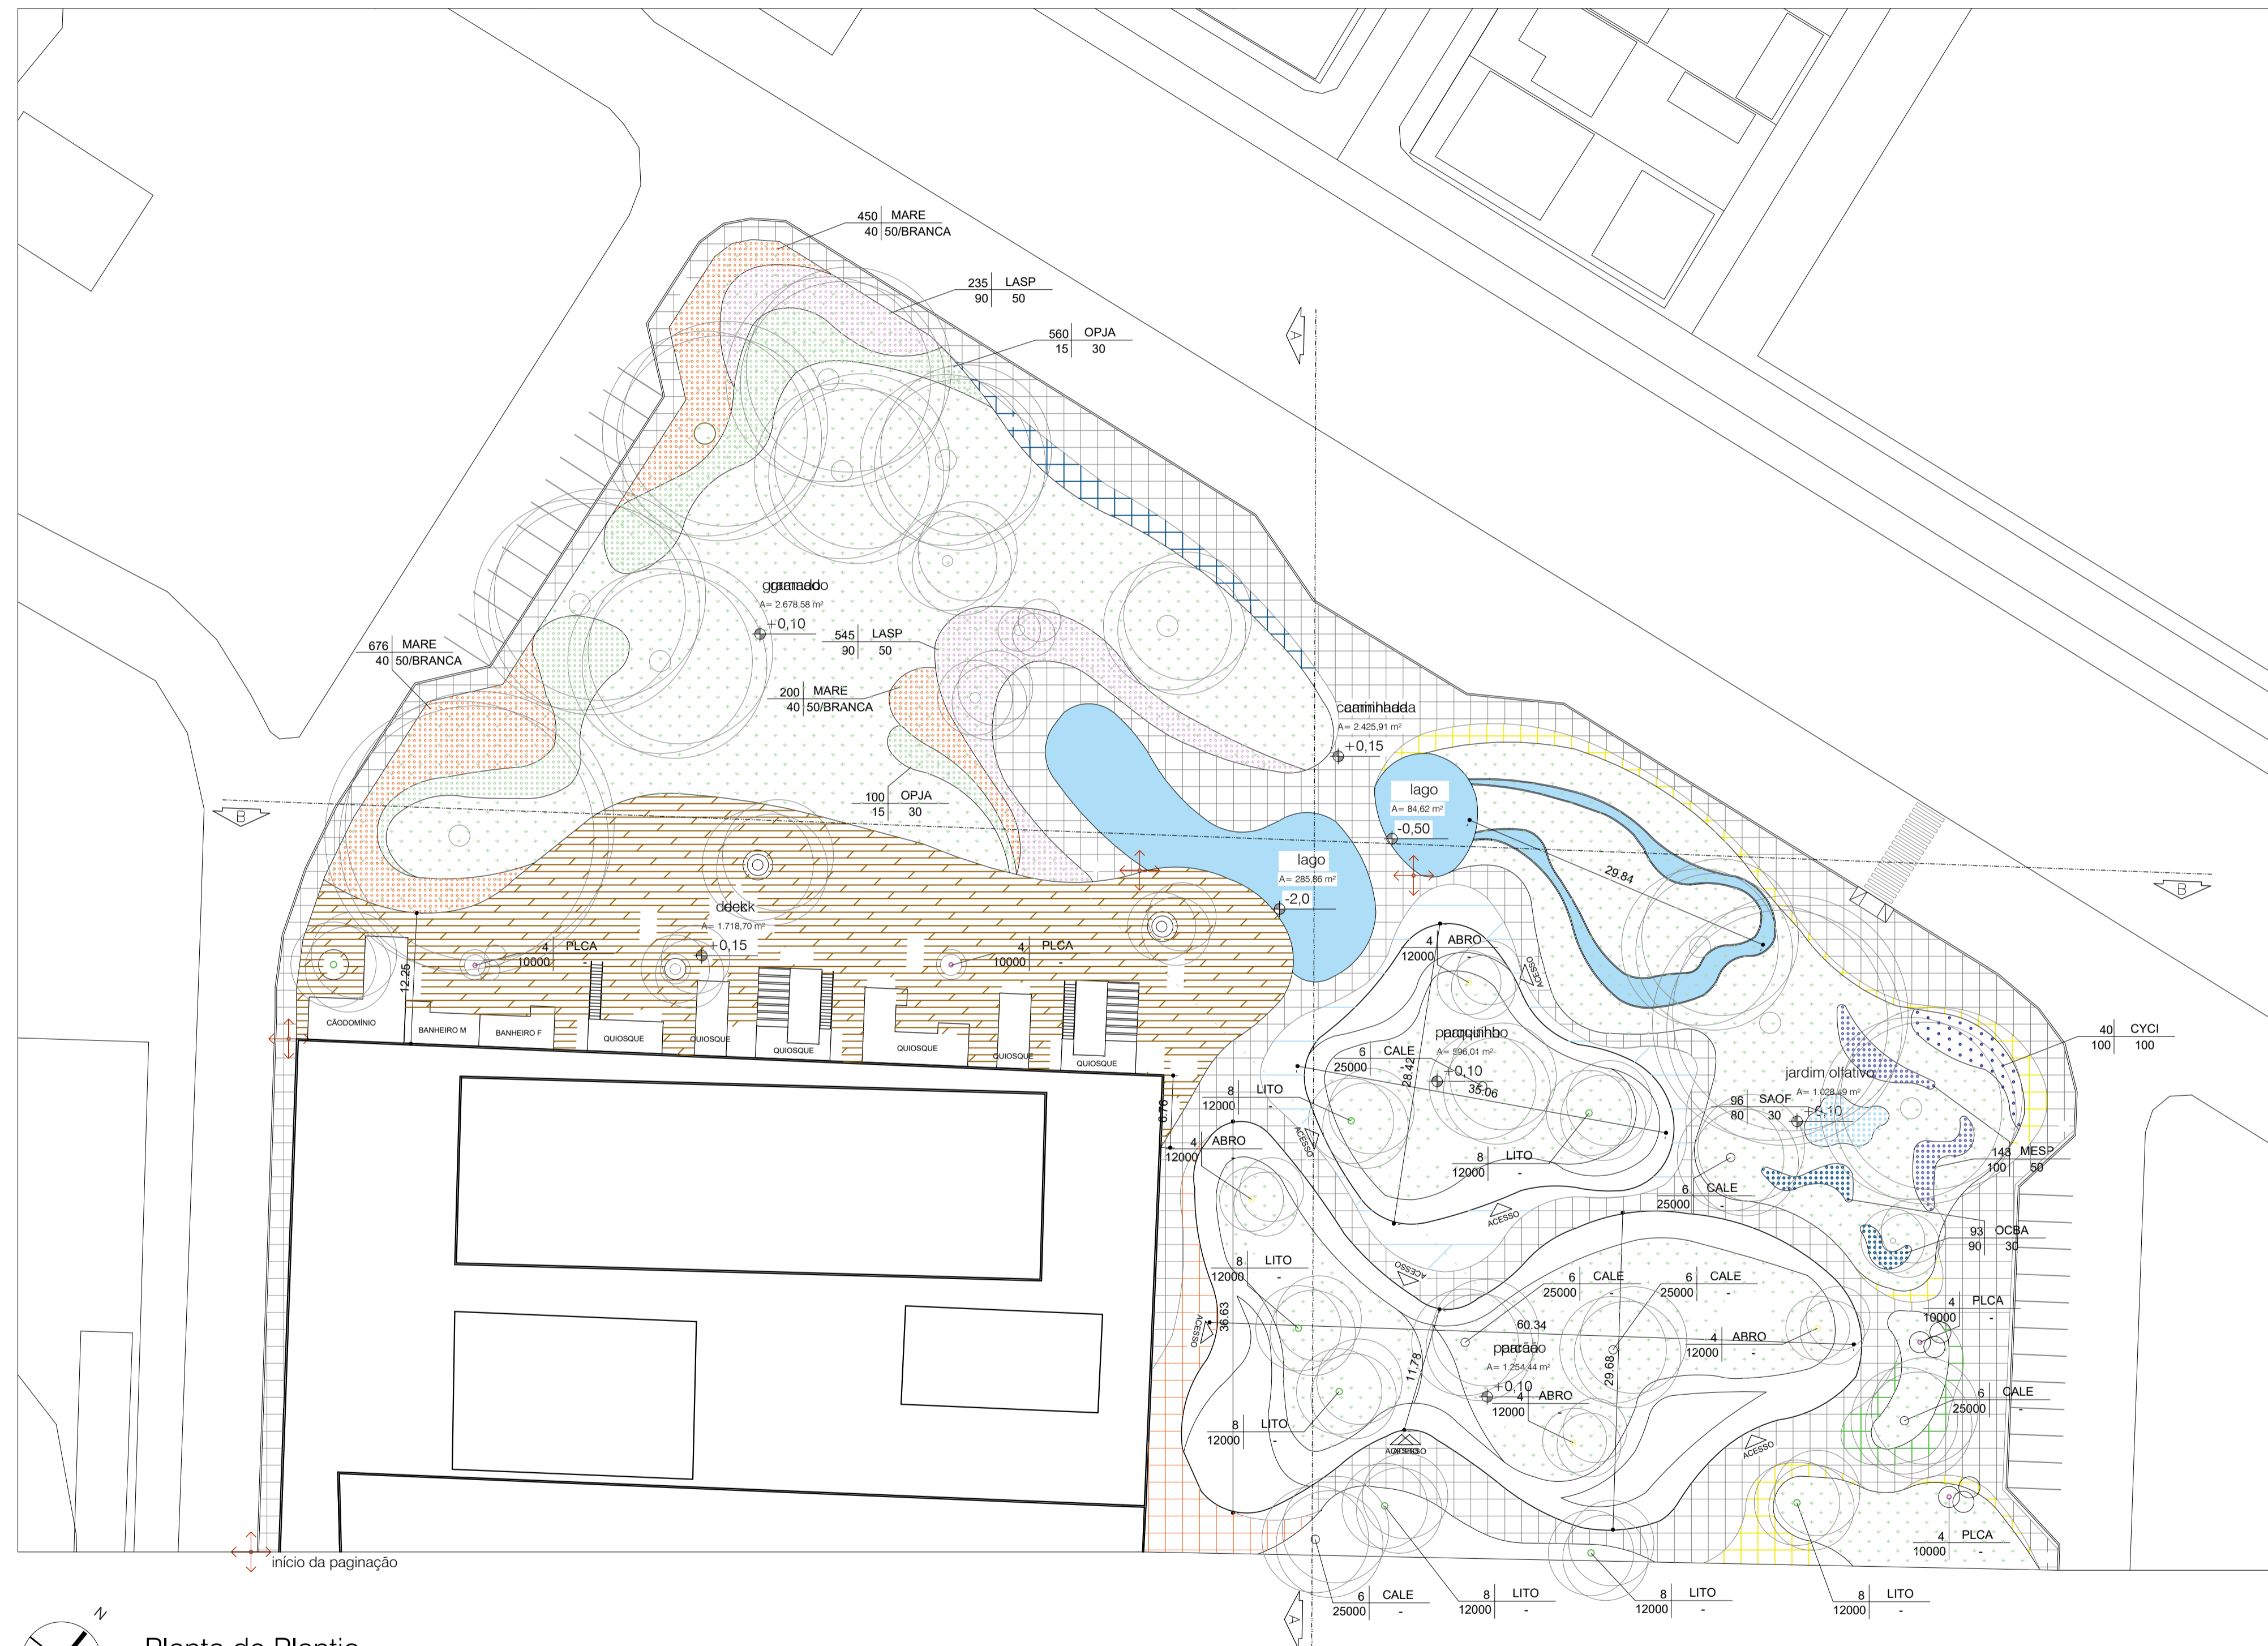 450 MARE
40 50/BRANCA
235 LASP
90 50
560 OPJA
15 30
A
gramado
A= 2.678,58 m²
+0,10
676 MARE
40 50/BRANCA
545 LASP
90 50
200 MARE
40 50/BRANCA
caminhada
A= 2.425,91 m²
+0,15
100 OPJA
15 30
B
lago
A= 84,62 m²
-0,50
lago
A= 285,86 m²
-2,0
29.84
B
deck
A= 1.718,70 m²
+0,15
4 PLCA
10000 -
4 PLCA
10000 -
12.25
4 ABRO
12000 -
ACESSO
CÃODOMÍNIO
BANHEIRO M
BANHEIRO F
QUIOSQUE
QUIOSQUE
QUIOSQUE
QUIOSQUE
QUIOSQUE
QUIOSQUE
parquinho
A= 596,01 m²
+0,10
6 CALE
25000 -
28.42
35.06
40 CYCI
100 100
jardim olfativo
A= 1.028,49 m²
+0,10
96 SAOF
80 30
8 LITO
12000 -
6.76
4 ABRO
12000 -
ACESSO
8 LITO
12000 -
143 MESP
100 50
6 CALE
25000 -
ACESSO
93 OCBA
90 30
8 LITO
12000 -
ACESSO
6 CALE
25000 -
6 CALE
25000 -
4 PLCA
10000 -
36.63
ACESSO
60.34
4 ABRO
12000 -
parcão
A= 1.254,44 m²
+0,10
11.78
29.68
4 ABRO
12000 -
6 CALE
25000 -
8 LITO
12000 -
ACESSO
ACESSO
ACESSO
4 PLCA
10000 -
início da paginação
6 CALE
25000 -
8 LITO
12000 -
8 LITO
12000 -
8 LITO
12000 -
A
N
Planta de Plantio